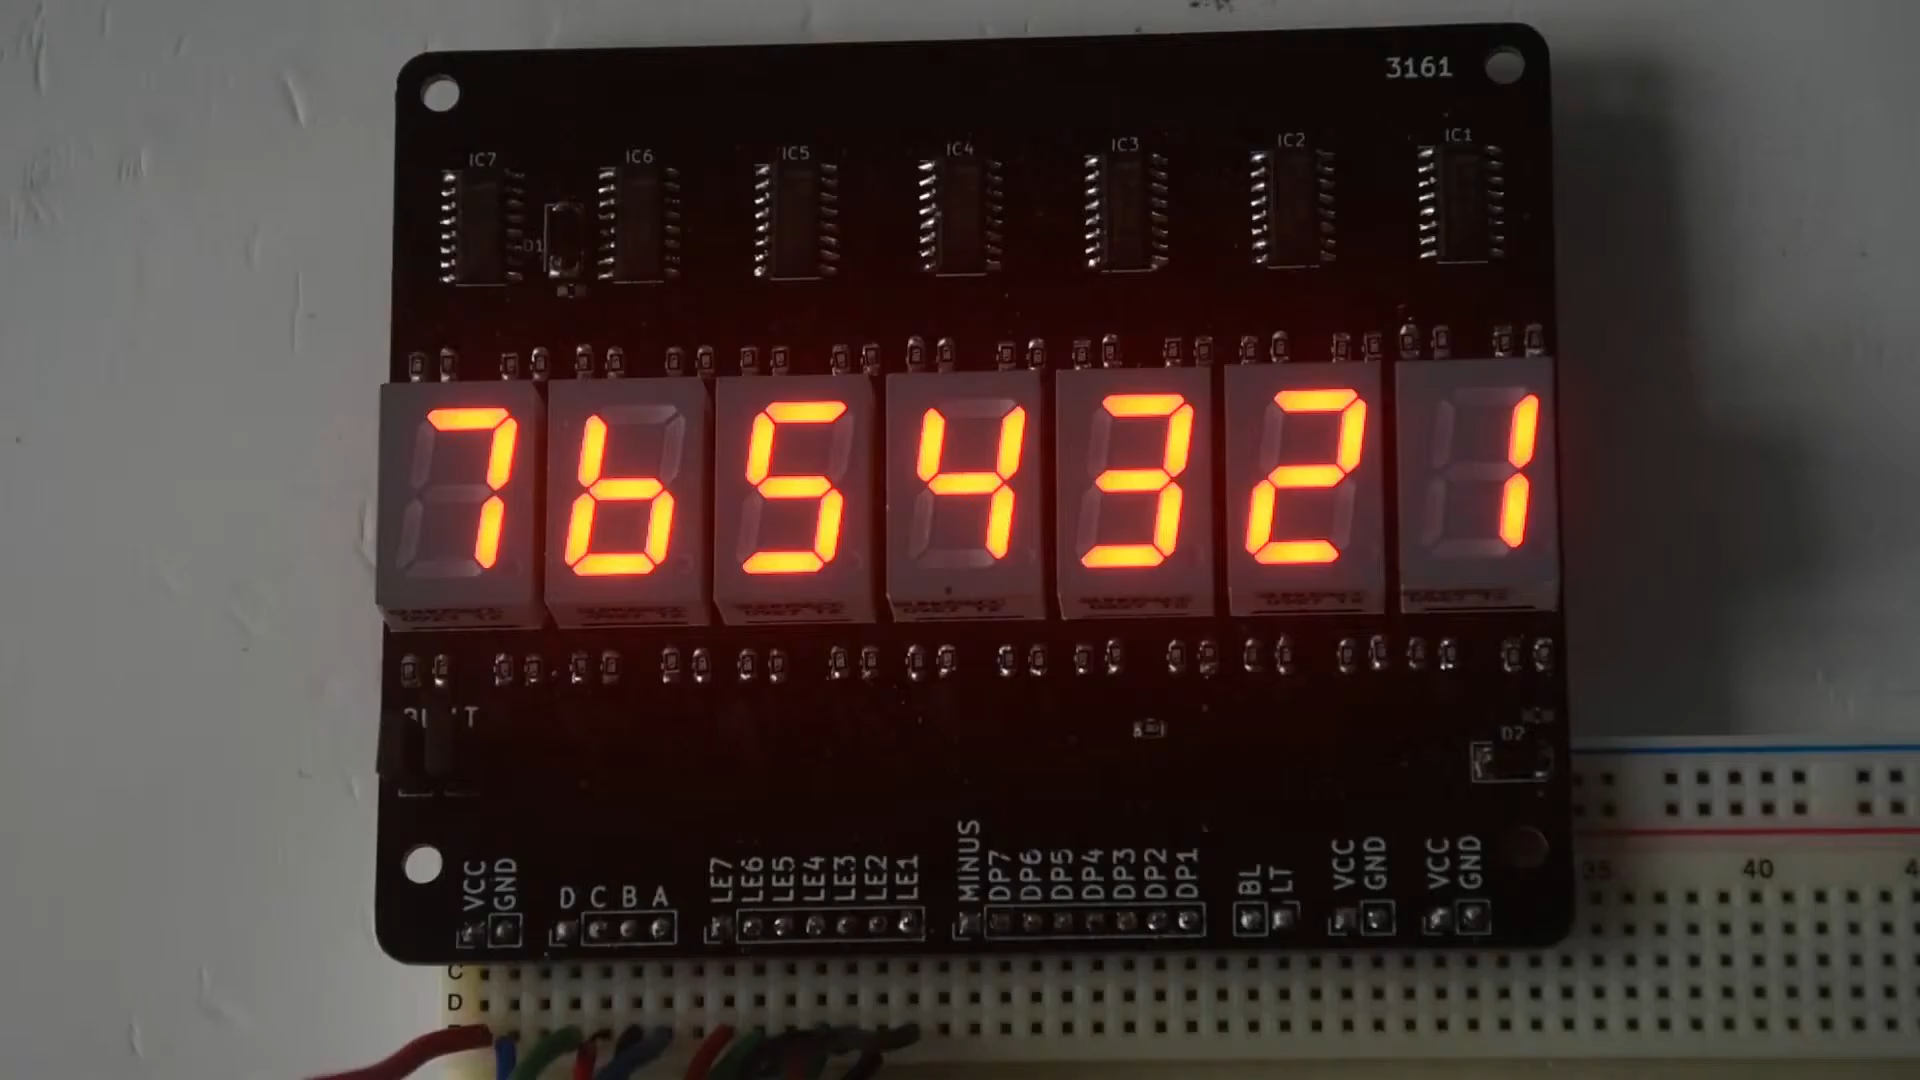 3161
IC7 IC6 IC5 IC4 IC3 IC2 IC1
D1
7654321
D2
VCC GND D C B A LE7 LE6 LE5 LE4 LE3 LE2 LE1 MINUS DP7 DP6 DP5 DP4 DP3 DP2 DP1 BL LT VCC GND VCC GND
35 40
C
D